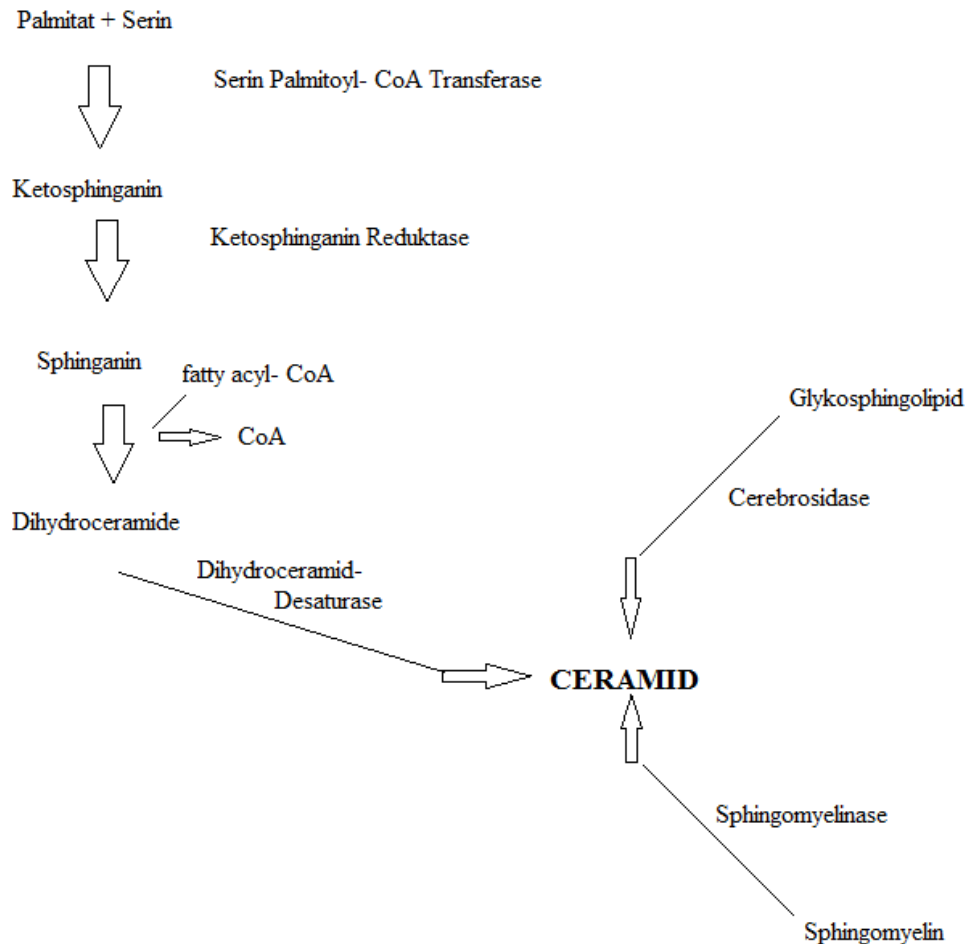 Palmitat + Serin
Serin Palmitoyl- CoA Transferase
Ketosphinganin
Ketosphinganin Reduktase
Sphinganin
fatty acyl- CoA
CoA
Dihydroceramide
Dihydroceramid-
Desaturase
Glykosphingolipid
Cerebrosidase
CERAMID
Sphingomyelinase
Sphingomyelin